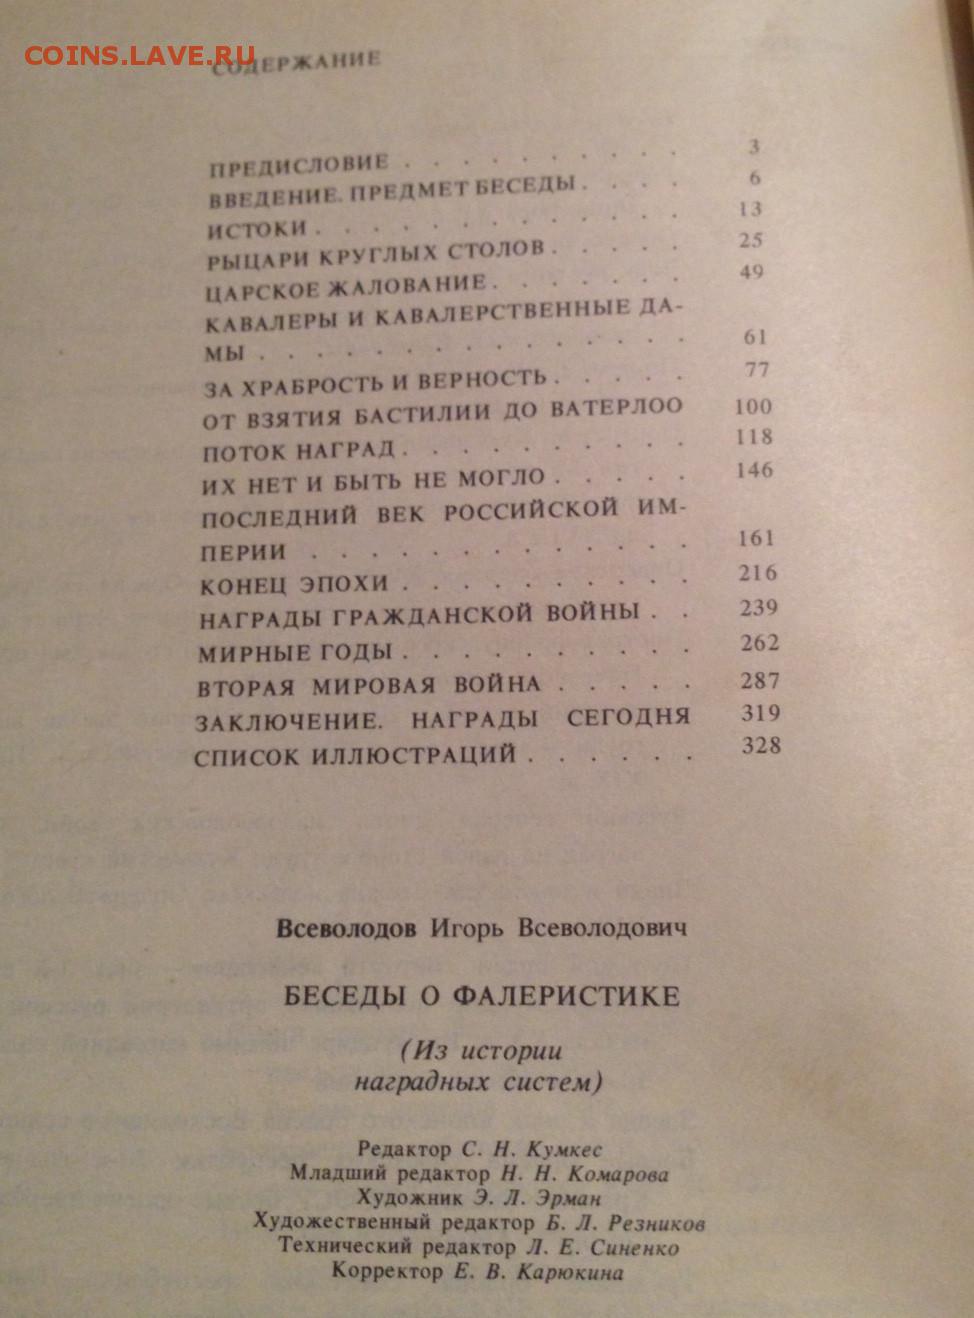 COINS.LAVE.RU
СОДЕРЖАНИЕ
ПРЕДИСЛОВИЕ . . . . . . . . . . 3
ВВЕДЕНИЕ. ПРЕДМЕТ БЕСЕДЫ . . . . 6
ИСТОКИ . . . . . . . . . . . . . 13
РЫЦАРИ КРУГЛЫХ СТОЛОВ . . . . . 25
ЦАРСКОЕ ЖАЛОВАНИЕ . . . . . . . 49
КАВАЛЕРЫ И КАВАЛЕРСТВЕННЫЕ ДА-
МЫ . . . . . . . . . . . . . . . 61
ЗА ХРАБРОСТЬ И ВЕРНОСТЬ . . . . . 77
ОТ ВЗЯТИЯ БАСТИЛИИ ДО ВАТЕРЛОО 100
ПОТОК НАГРАД . . . . . . . . . . 118
ИХ НЕТ И БЫТЬ НЕ МОГЛО . . . . . 146
ПОСЛЕДНИЙ ВЕК РОССИЙСКОЙ ИМ-
ПЕРИИ . . . . . . . . . . . . . 161
КОНЕЦ ЭПОХИ . . . . . . . . . . 216
НАГРАДЫ ГРАЖДАНСКОЙ ВОЙНЫ . . 239
МИРНЫЕ ГОДЫ . . . . . . . . . . 262
ВТОРАЯ МИРОВАЯ ВОЙНА . . . . . 287
ЗАКЛЮЧЕНИЕ. НАГРАДЫ СЕГОДНЯ 319
СПИСОК ИЛЛЮСТРАЦИЙ . . . . . . 328
Всеволодов Игорь Всеволодович
БЕСЕДЫ О ФАЛЕРИСТИКЕ
(Из истории
наградных систем)
Редактор С. Н. Кумкес
Младший редактор Н. Н. Комарова
Художник Э. Л. Эрман
Художественный редактор Б. Л. Резников
Технический редактор Л. Е. Синенко
Корректор Е. В. Карюкина